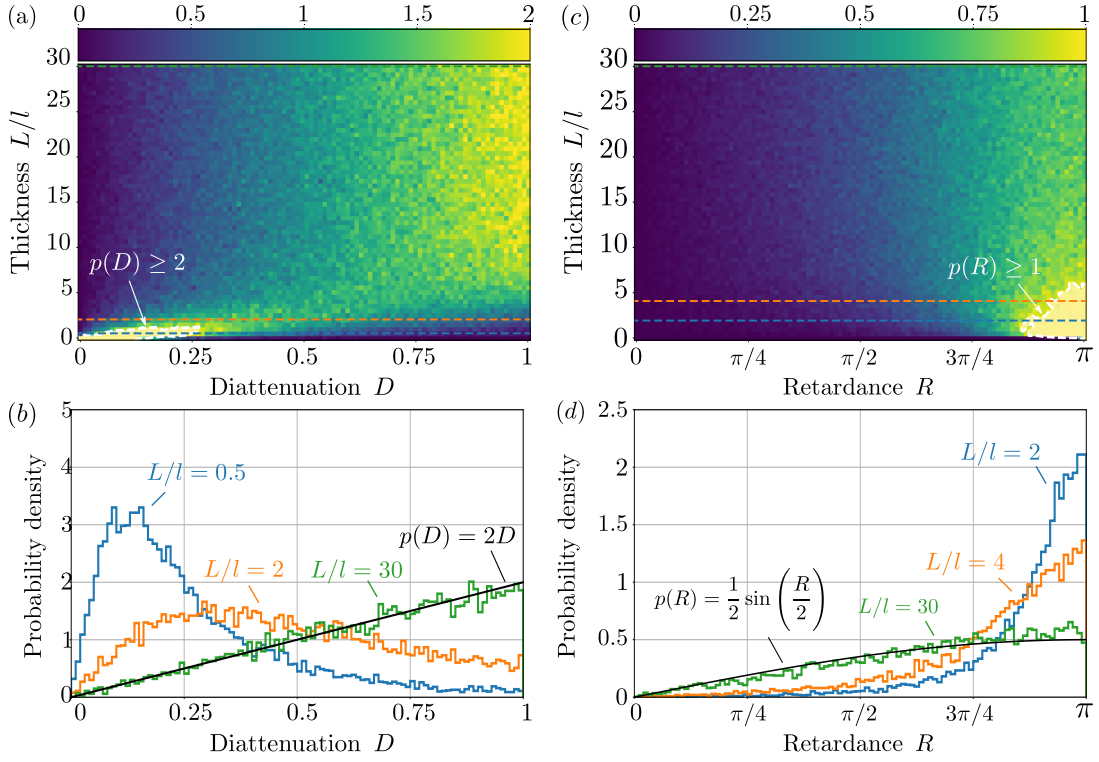 (a)
0 0.5 1 1.5 2
Thickness L/l
30
25
20
15
10
5
0
p(D) ≥ 2
0 0.25 0.5 0.75 1
Diattenuation D
(c)
0 0.25 0.5 0.75 1
Thickness L/l
30
25
20
15
10
5
0
p(R) ≥ 1
0 π/4 π/2 3π/4 π
Retardance R
(b)
Probability density
5
4
3
2
1
0
L/l = 0.5
L/l = 2
L/l = 30
p(D) = 2D
0 0.25 0.5 0.75 1
Diattenuation D
(d)
Probability density
2.5
2
1.5
1
0.5
0
L/l = 2
L/l = 4
L/l = 30
p(R) = 1/2 sin (R/2)
0 π/4 π/2 3π/4 π
Retardance R